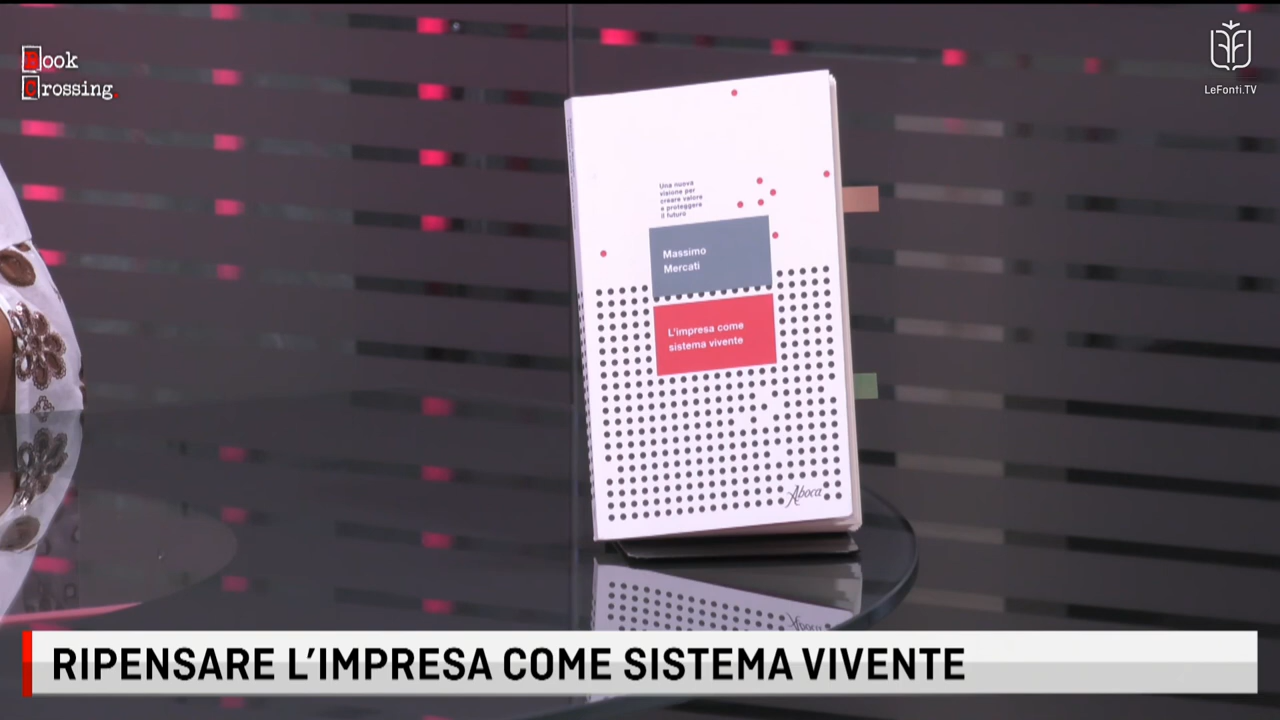 Book
Crossing.
LeFonti.TV
Una nuova
visione per
creare valore
e proteggere
il futuro
Massimo
Mercati
L'impresa come
sistema vivente
Aboca
RIPENSARE L'IMPRESA COME SISTEMA VIVENTE